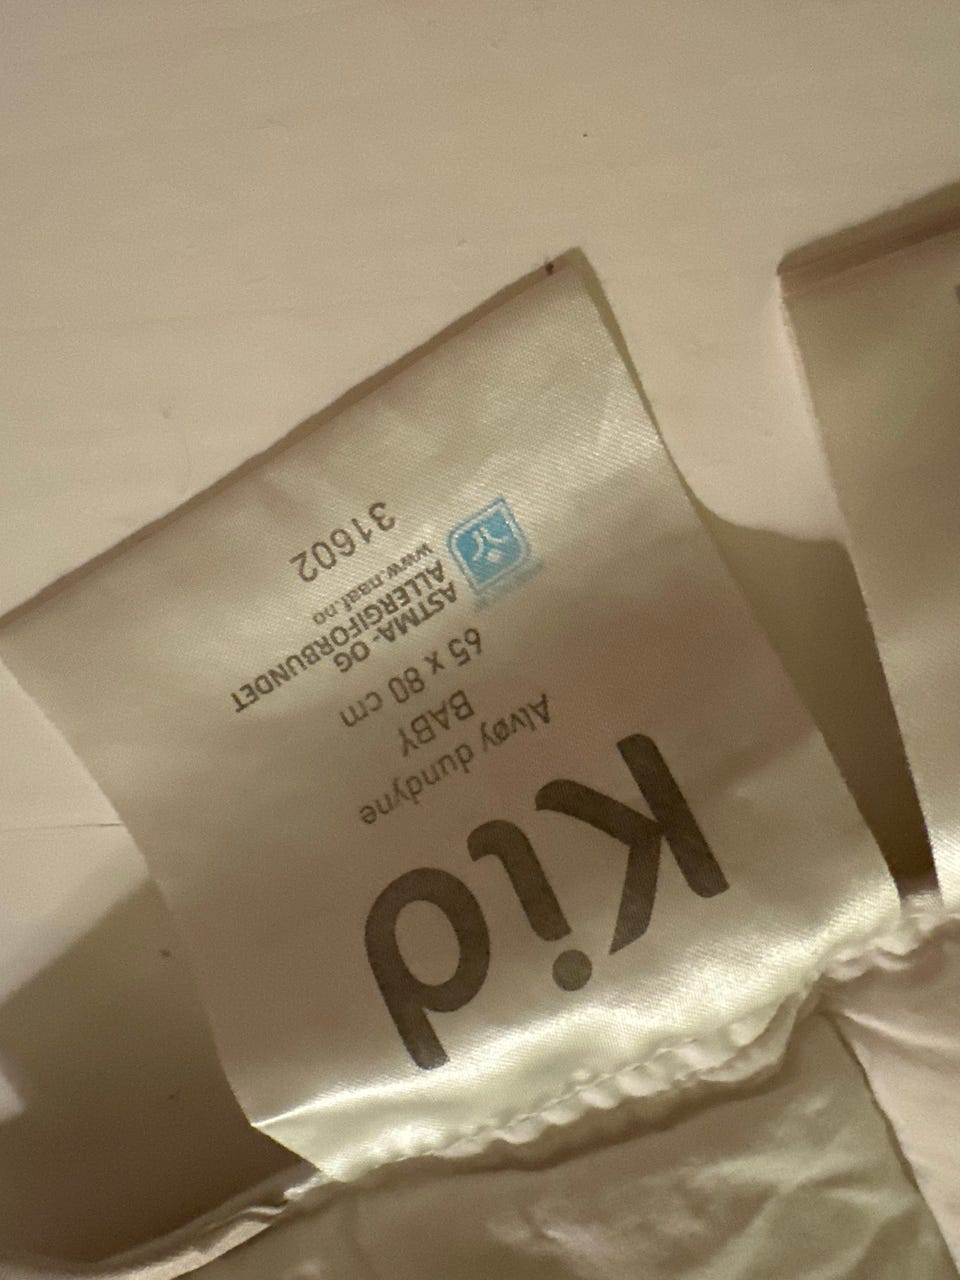 Kid
Alvøy dundyne
BABY
65 x 80 cm
ASTMA- OG
ALLERGIFORBUNDET
www.naaf.no
31602